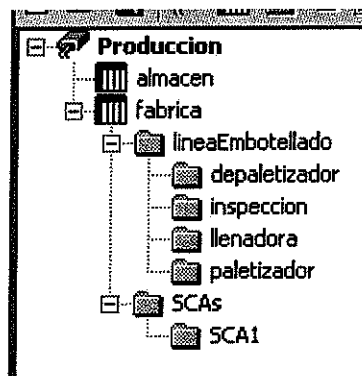 Produccion
almacen
fabrica
lineaEmbotellado
depaletizador
inspeccion
llenadora
paletizador
SCAs
SCA1